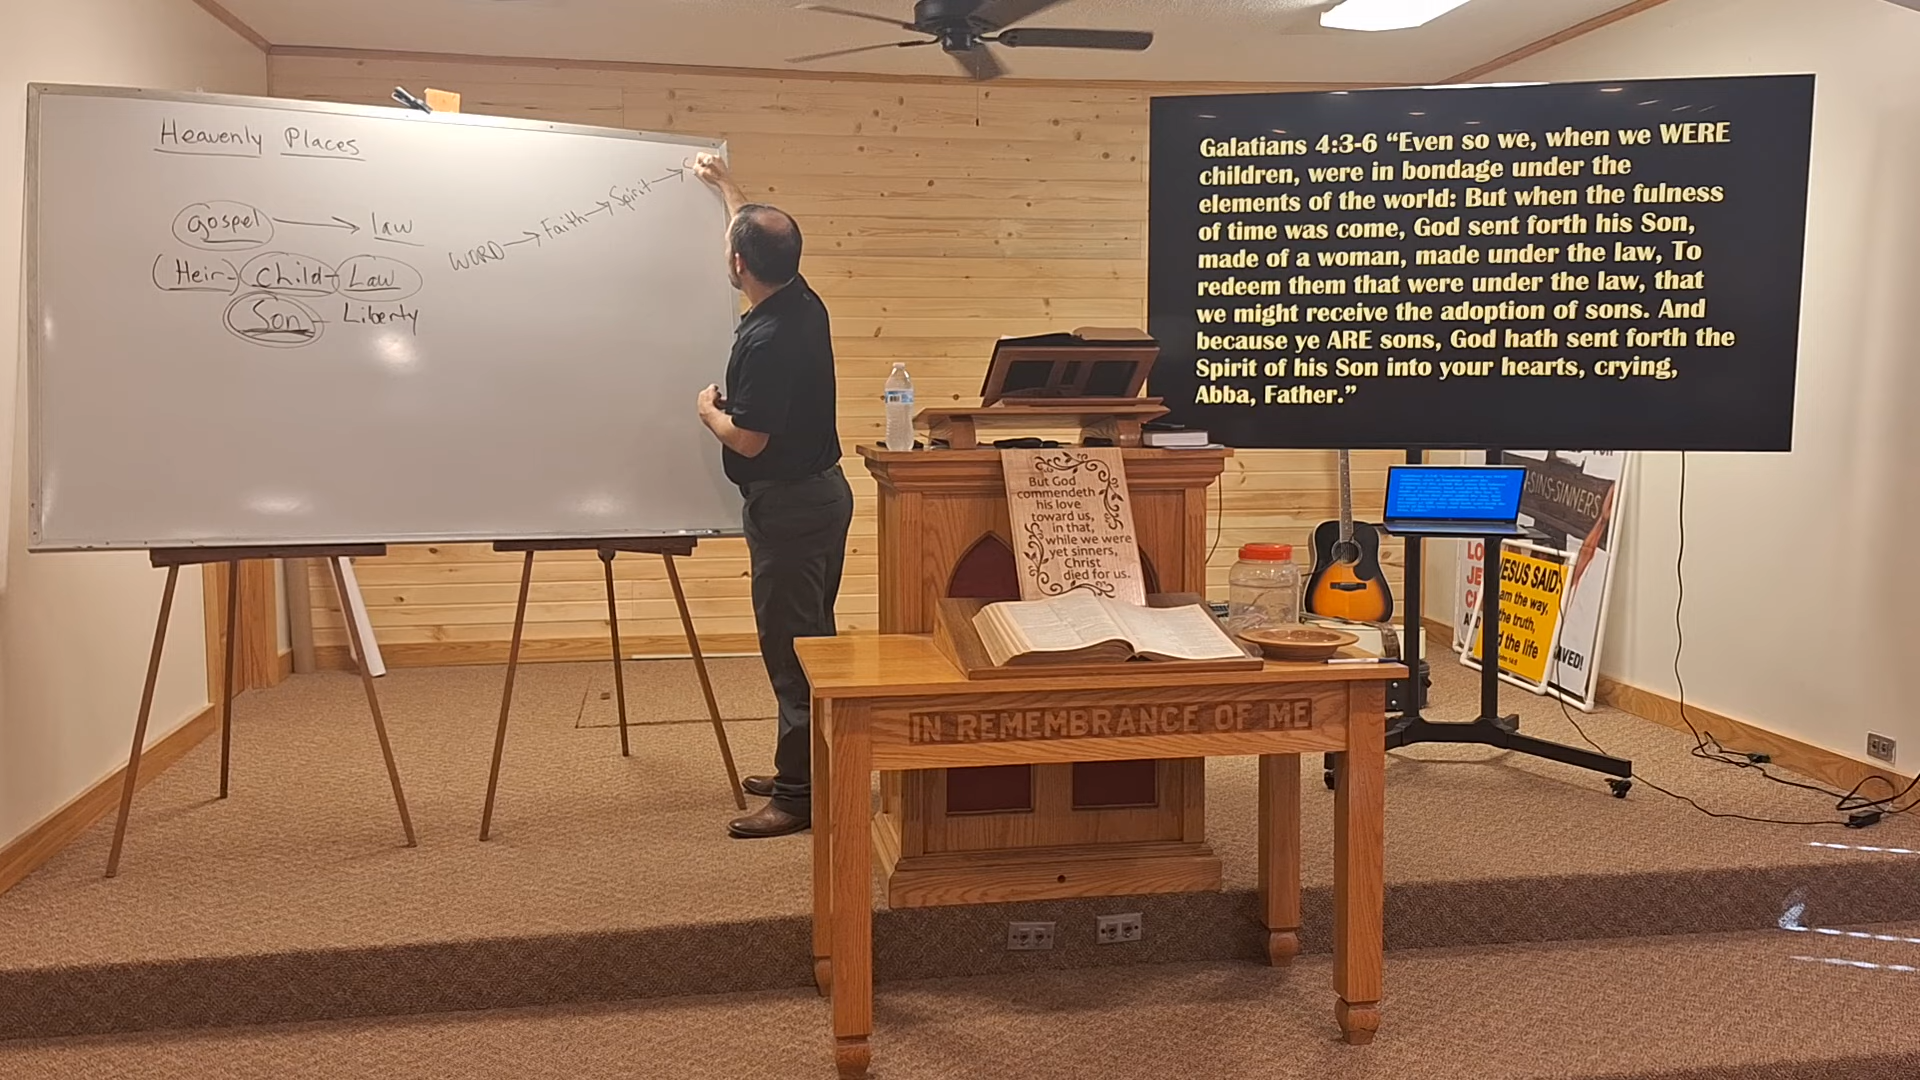 Heavenly Places
gospel → law
(Heir - Child - Law
Son - Liberty
WORD → Faith → Spirit →
Galatians 4:3-6 “Even so we, when we WERE
children, were in bondage under the
elements of the world: But when the fulness
of time was come, God sent forth his Son,
made of a woman, made under the law, To
redeem them that were under the law, that
we might receive the adoption of sons. And
because ye ARE sons, God hath sent forth the
Spirit of his Son into your hearts, crying,
Abba, Father.”
But God
commendeth
his love
toward us,
in that,
while we were
yet sinners,
Christ
died for us.
IN REMEMBRANCE OF ME
-SINS-SINNERS
JESUS SAID:
am the way,
the truth,
d the life